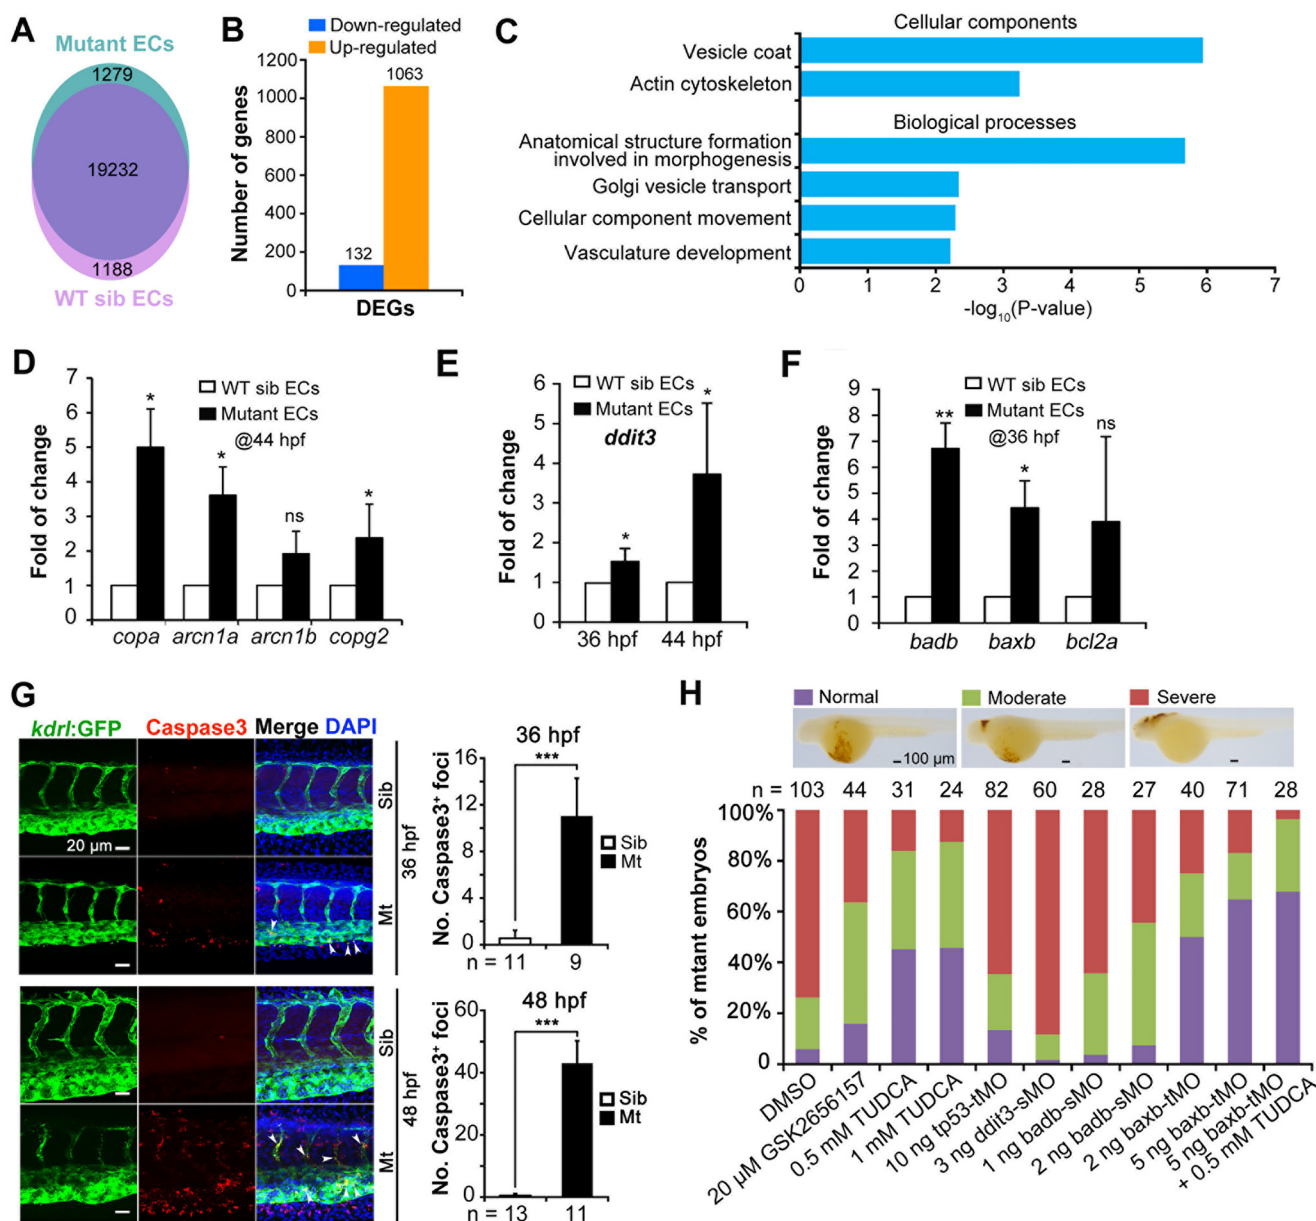 A
Mutant ECs
1279
19232
1188
WT sib ECs
B
Down-regulated
Up-regulated
Number of genes
1200
1000
800
600
400
200
0
132
1063
DEGs
C
Cellular components
Vesicle coat
Actin cytoskeleton
Biological processes
Anatomical structure formation
involved in morphogenesis
Golgi vesicle transport
Cellular component movement
Vasculature development
0 1 2 3 4 5 6 7
-log10(P-value)
D
Fold of change
7
6
5
4
3
2
1
0
WT sib ECs
Mutant ECs
@44 hpf
* * ns *
copa arcn1a arcn1b copg2
E
Fold of change
6
5
4
3
2
1
0
WT sib ECs
Mutant ECs
ddit3
* *
36 hpf 44 hpf
F
Fold of change
9
8
7
6
5
4
3
2
1
0
WT sib ECs
Mutant ECs
@36 hpf
** * ns
badb baxb bcl2a
G
kdrl:GFP Caspase3 Merge DAPI
20 µm
Sib
Mt
36 hpf
Sib
Mt
48 hpf
36 hpf
No. Caspase3+ foci
16
12
8
4
0
***
Sib
Mt
n = 11 9
48 hpf
No. Caspase3+ foci
60
40
20
0
***
Sib
Mt
n = 13 11
H
Normal Moderate Severe
100 µm
n = 103 44 31 24 82 60 28 27 40 71 28
% of mtant embryos
100%
80%
60%
40%
20%
0
DMSO
20 µM GSK2656157
0.5 mM TUDCA
1 mM TUDCA
10 ng tp53-tMO
3 ng ddit3-sMO
1 ng badb-sMO
2 ng badb-sMO
2 ng baxb-tMO
5 ng baxb-tMO
5 ng baxb-tMO
+ 0.5 mM TUDCA